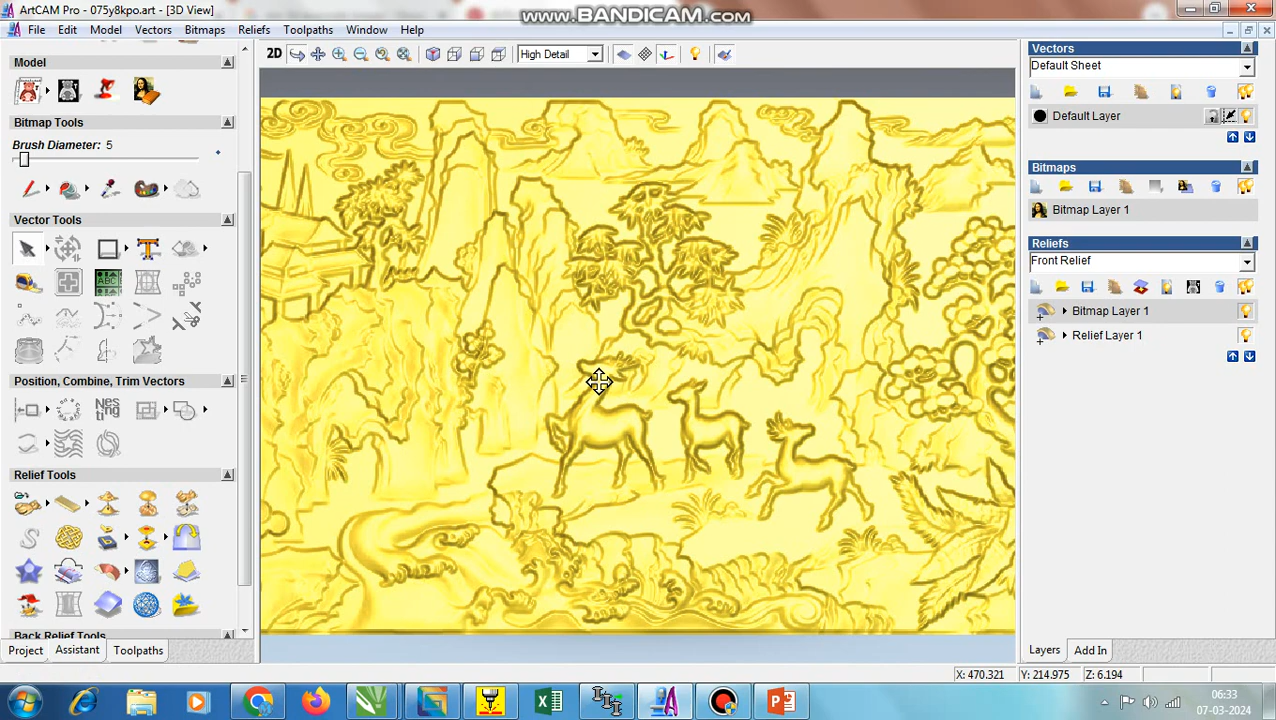 ArtCAM Pro - 075y8kpo.art - [3D View]
www.BANDICAM.com
File Edit Model Vectors Bitmaps Reliefs Toolpaths Window Help
2D High Detail
Model
Bitmap Tools
Brush Diameter: 5
Vector Tools
ABC
Nes
ting
Position, Combine, Trim Vectors
Relief Tools
Back Relief Tools
Project Assistant Toolpaths
Vectors
Default Sheet
Default Layer
Bitmaps
Bitmap Layer 1
Reliefs
Front Relief
Bitmap Layer 1
Relief Layer 1
Layers Add In
X: 470.321 Y: 214.975 Z: 6.194
06:33
07-03-2024